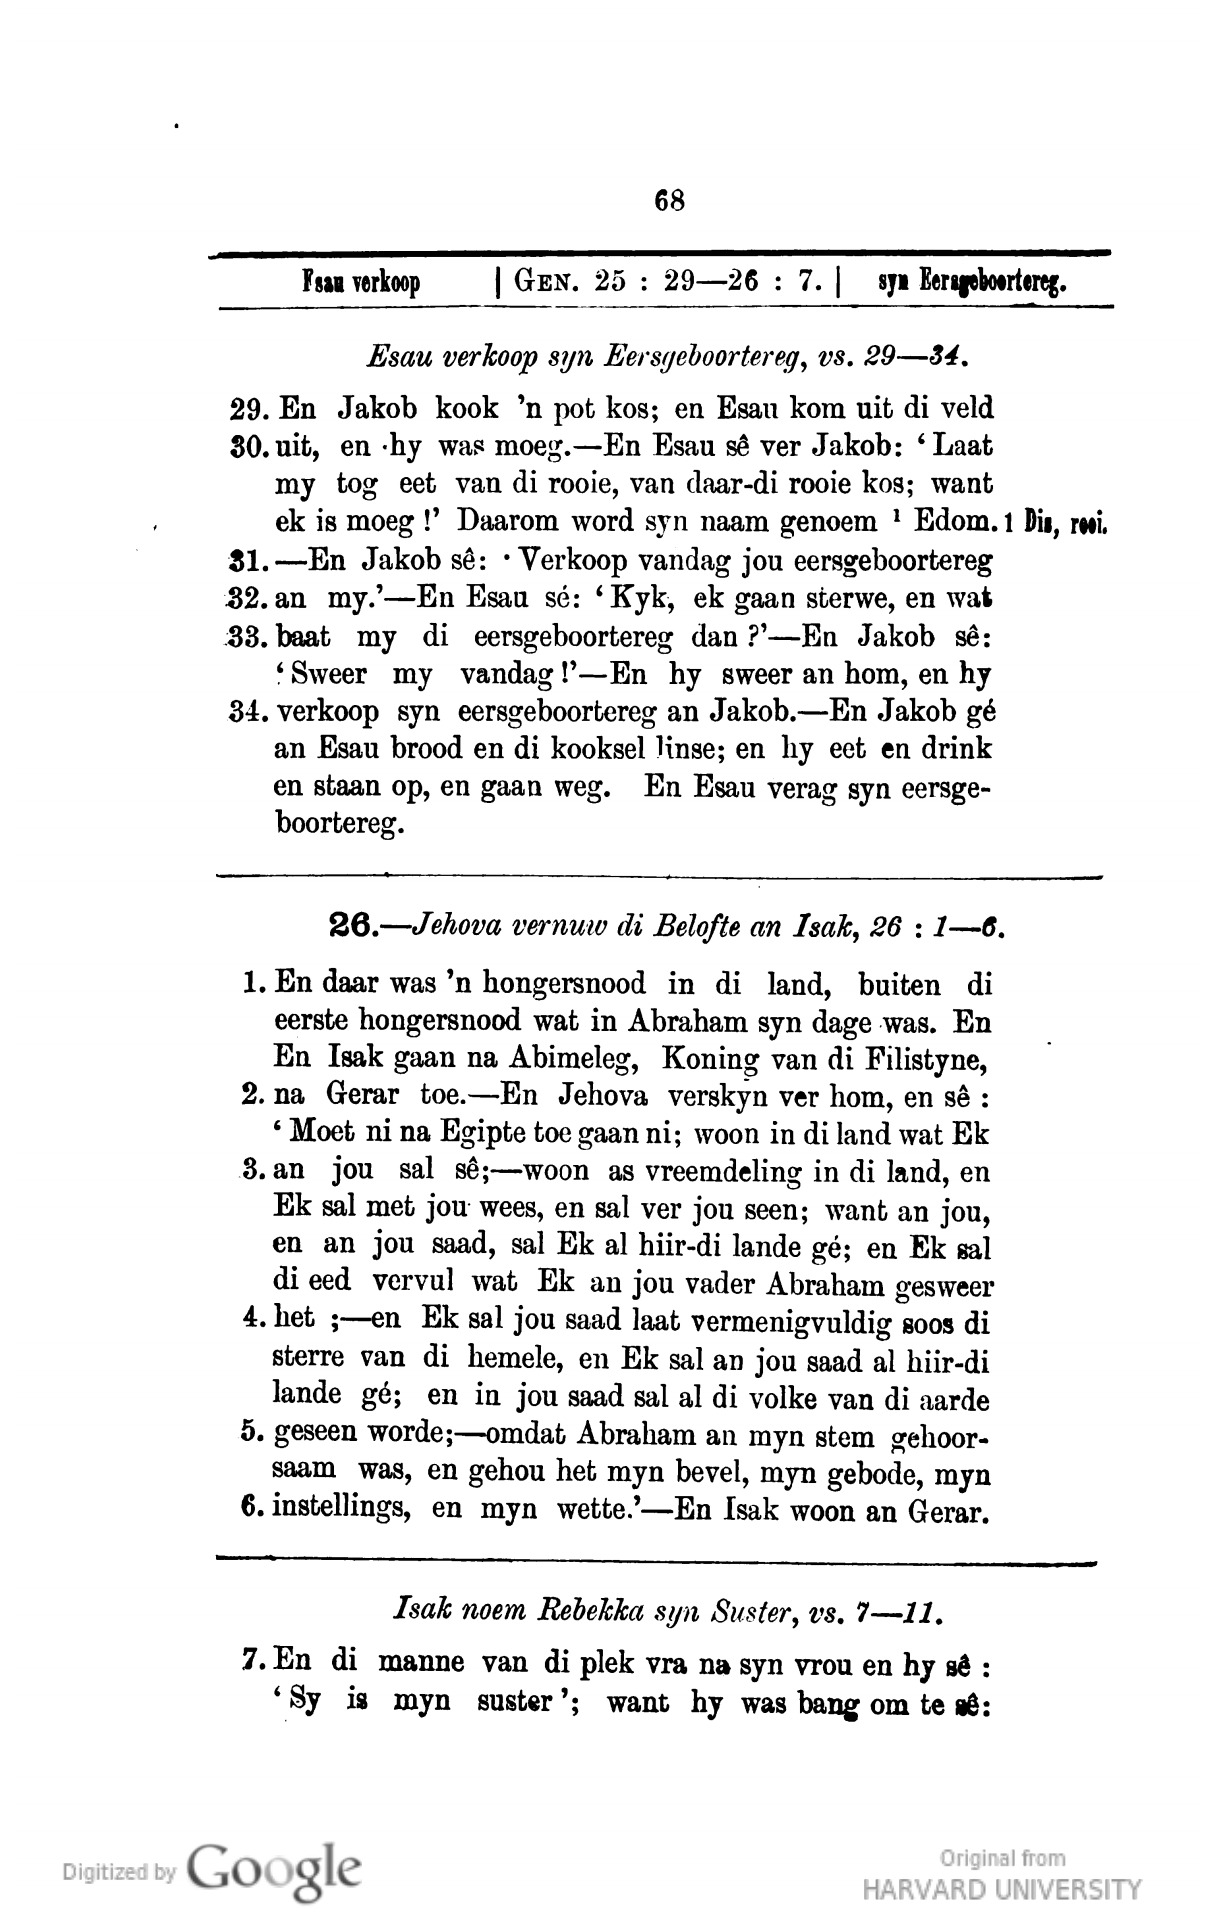 68
Esau verkoop | GEN. 25 : 29—26 : 7. | syn Eersgeboortereg.
Esau verkoop syn Eersgeboortereg, vs. 29—34.
29. En Jakob kook 'n pot kos; en Esau kom uit di veld
30. uit, en hy was moeg.—En Esau sê ver Jakob: ‘ Laat
my tog eet van di rooie, van daar-di rooie kos; want
ek is moeg !’ Daarom word syn naam genoem ¹ Edom. 1 Dis, rooi.
31. —En Jakob sê: ‘ Verkoop vandag jou eersgeboortereg
32. an my.’—En Esau sé: ‘ Kyk, ek gaan sterwe, en wat
33. baat my di eersgeboortereg dan ?’—En Jakob sê:
‘ Sweer my vandag !’—En hy sweer an hom, en hy
34. verkoop syn eersgeboortereg an Jakob.—En Jakob gé
an Esau brood en di kooksel linse; en hy eet en drink
en staan op, en gaan weg. En Esau verag syn eersge-
boortereg.
26.—Jehova vernuw di Belofte an Isak, 26 : 1—6.
1. En daar was 'n hongersnood in di land, buiten di
eerste hongersnood wat in Abraham syn dage was. En
En Isak gaan na Abimeleg, Koning van di Filistyne,
2. na Gerar toe.—En Jehova verskyn ver hom, en sê :
‘ Moet ni na Egipte toe gaan ni; woon in di land wat Ek
3. an jou sal sê;—woon as vreemdeling in di land, en
Ek sal met jou wees, en sal ver jou seen; want an jou,
en an jou saad, sal Ek al hiir-di lande gé; en Ek sal
di eed vervul wat Ek an jou vader Abraham gesweer
4. het ;—en Ek sal jou saad laat vermenigvuldig soos di
sterre van di hemele, en Ek sal an jou saad al hiir-di
lande gé; en in jou saad sal al di volke van di aarde
5. geseen worde;—omdat Abraham an myn stem gehoor-
saam was, en gehou het myn bevel, myn gebode, myn
6. instellings, en myn wette.’—En Isak woon an Gerar.
Isak noem Rebekka syn Suster, vs. 7—11.
7. En di manne van di plek vra na syn vrou en hy sê :
‘ Sy is myn suster ’; want hy was bang om te sê:
Digitized by Google
Original from
HARVARD UNIVERSITY